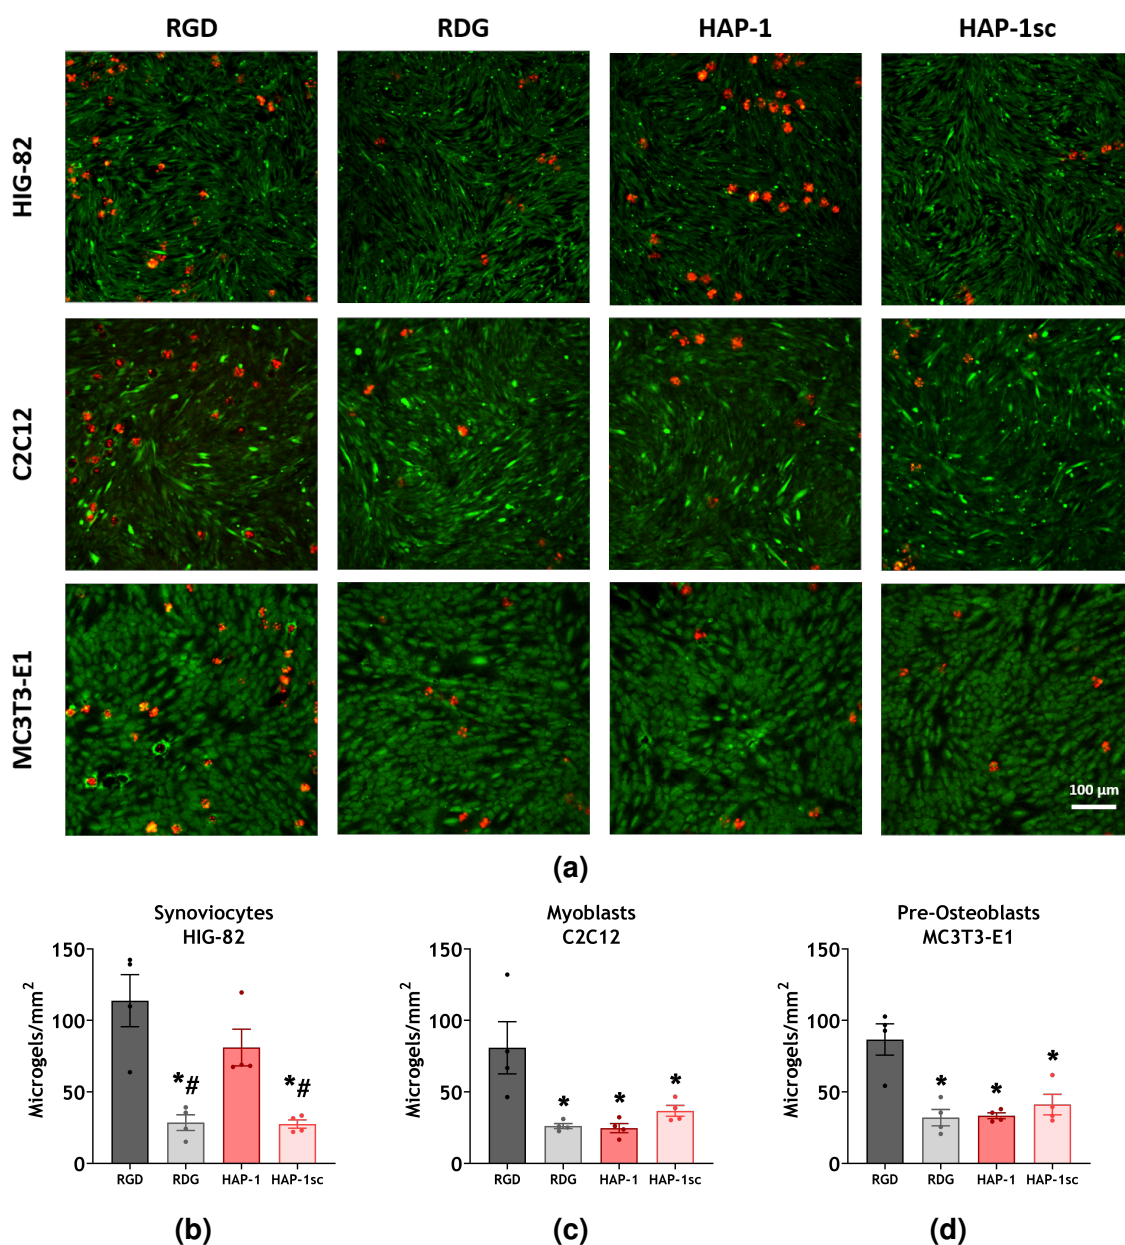 RGD RDG HAP-1 HAP-1sc
HIG-82
C2C12
MC3T3-E1
100 µm
(a)
Synoviocytes
HIG-82
Microgels/mm²
150
100
50
0
*#
*#
RGD RDG HAP-1 HAP-1sc
(b)
Myoblasts
C2C12
Microgels/mm²
150
100
50
0
* * *
RGD RDG HAP-1 HAP-1sc
(c)
Pre-Osteoblasts
MC3T3-E1
Microgels/mm²
150
100
50
0
* * *
RGD RDG HAP-1 HAP-1sc
(d)